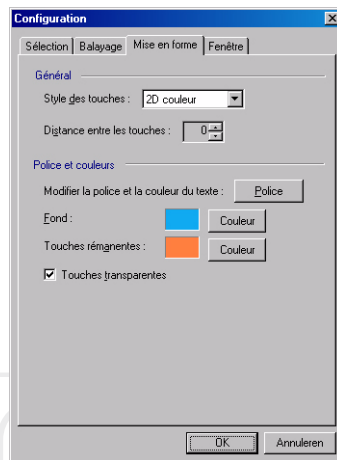 Configuration
Sélection Balayage Mise en forme Fenêtre
Général
Style des touches : 2D couleur
Distance entre les touches : 0
Police et couleurs
Modifier la police et la couleur du texte : Police
Fond : Couleur
Touches rémanentes : Couleur
Touches transparentes
OK Annuleren